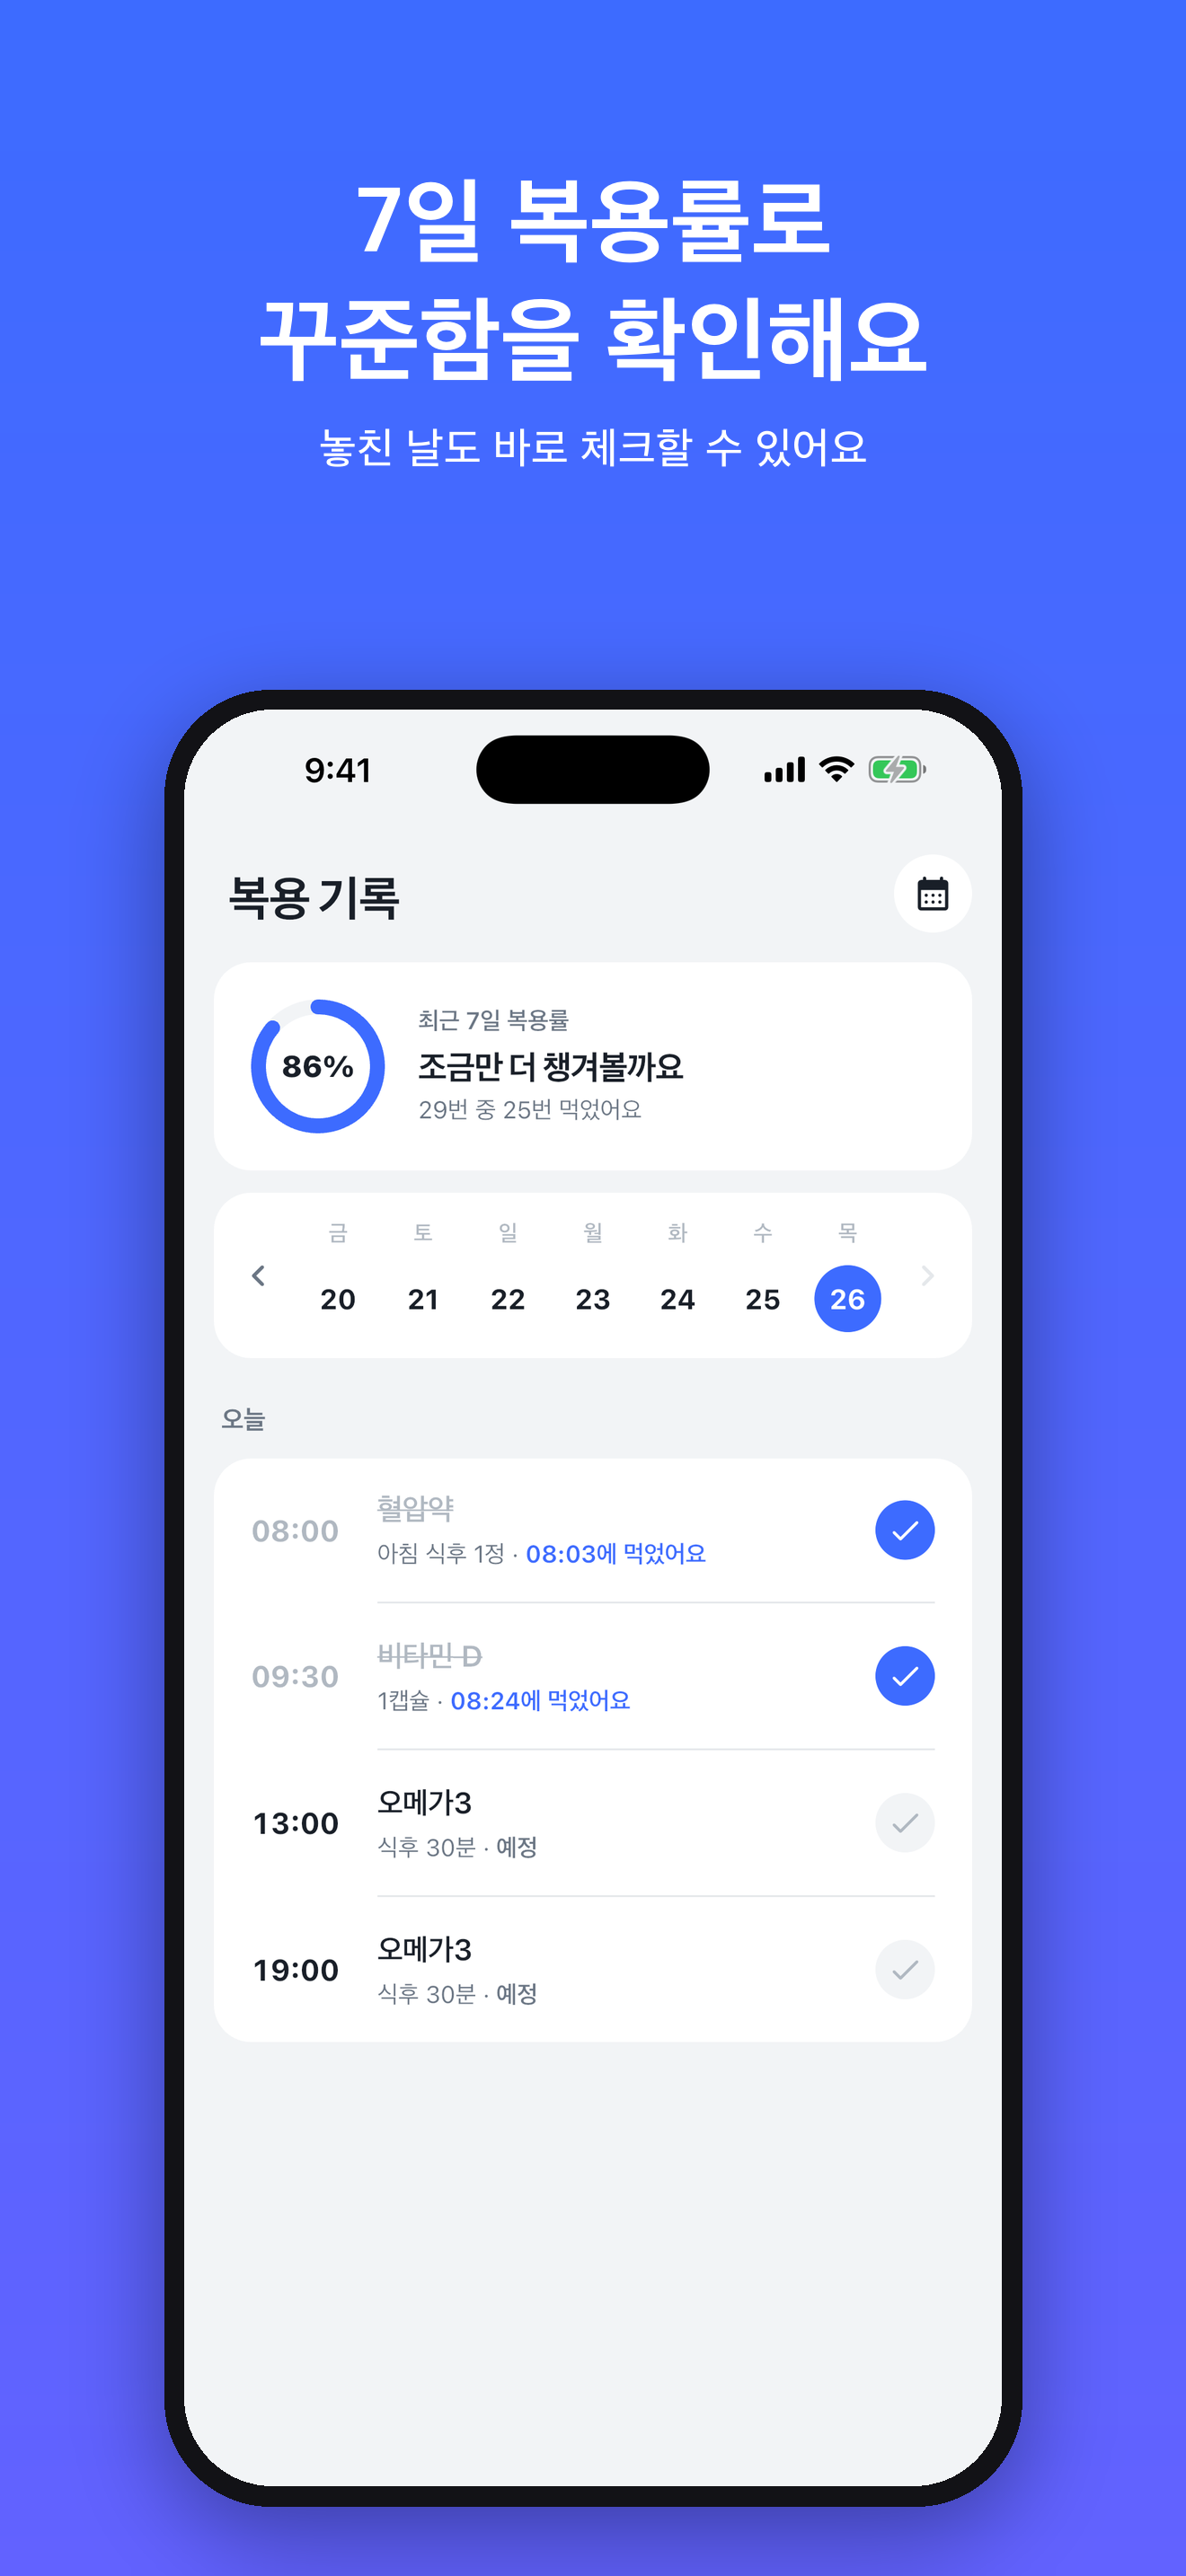 7일 복용률로
꾸준함을 확인해요
놓친 날도 바로 체크할 수 있어요
9:41
복용 기록
86%
최근 7일 복용률
조금만 더 챙겨볼까요
29번 중 25번 먹었어요
금 토 일 월 화 수 목
20 21 22 23 24 25 26
오늘
08:00
혈압약
아침 식후 1정 · 08:03에 먹었어요
09:30
비타민 D
1캡슐 · 08:24에 먹었어요
13:00
오메가3
식후 30분 · 예정
19:00
오메가3
식후 30분 · 예정